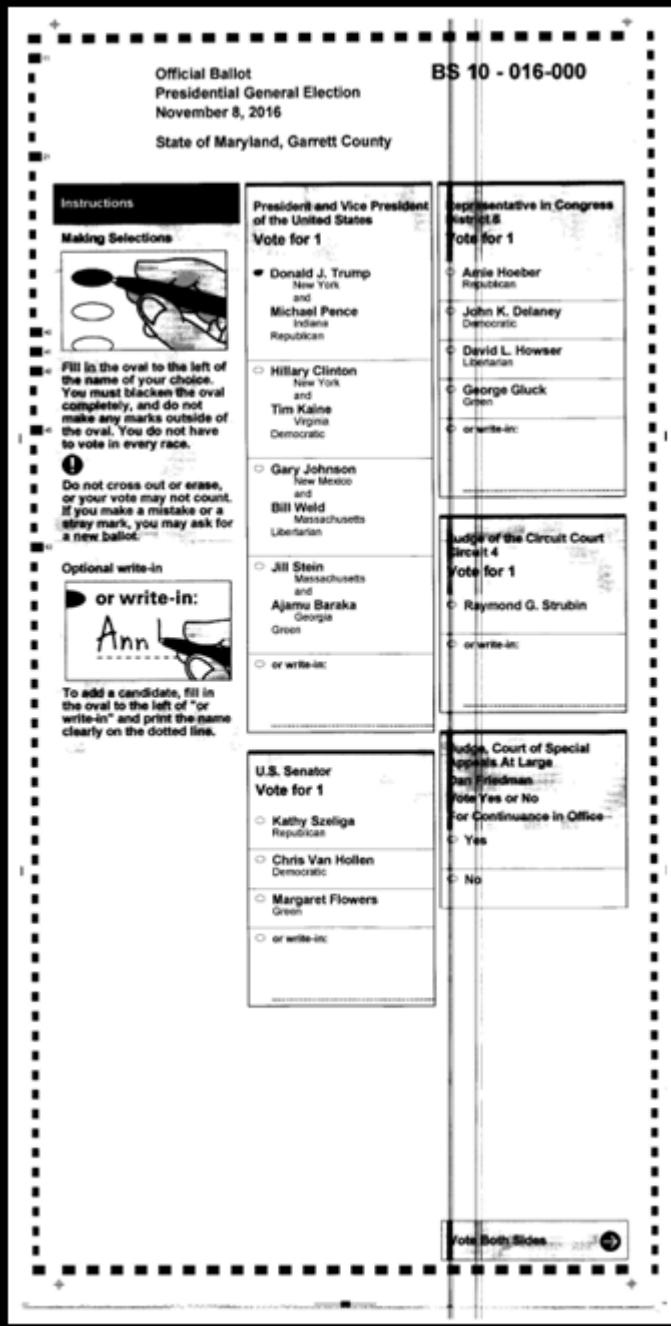 Official Ballot
Presidential General Election
November 8, 2016
State of Maryland, Garrett County
BS 10 - 016-000
Instructions
Making Selections
Fill in the oval to the left of
the name of your choice.
You must blacken the oval
completely, and do not
make any marks outside of
the oval. You do not have
to vote in every race.
Do not cross out or erase,
or your vote may not count.
If you make a mistake or a
stray mark, you may ask for
a new ballot.
Optional write-in
or write-in:
Ann
To add a candidate, fill in
the oval to the left of "or
write-in" and print the name
clearly on the dotted line.
President and Vice President
of the United States
Vote for 1
Donald J. Trump
New York
and
Michael Pence
Indiana
Republican
Hillary Clinton
New York
and
Tim Kaine
Virginia
Democratic
Gary Johnson
New Mexico
and
Bill Weld
Massachusetts
Libertarian
Jill Stein
Massachusetts
and
Ajamu Baraka
Georgia
Green
or write-in:
U.S. Senator
Vote for 1
Kathy Szeliga
Republican
Chris Van Hollen
Democratic
Margaret Flowers
Green
or write-in:
Representative in Congress
District 6
Vote for 1
Amie Hoeber
Republican
John K. Delaney
Democratic
David L. Howser
Libertarian
George Gluck
Green
or write-in:
Judge of the Circuit Court
Circuit 4
Vote for 1
Raymond G. Strubin
or write-in:
Judge, Court of Special
Appeals At Large
Dan Friedman
Vote Yes or No
For Continuance in Office
Yes
No
Vote Both Sides